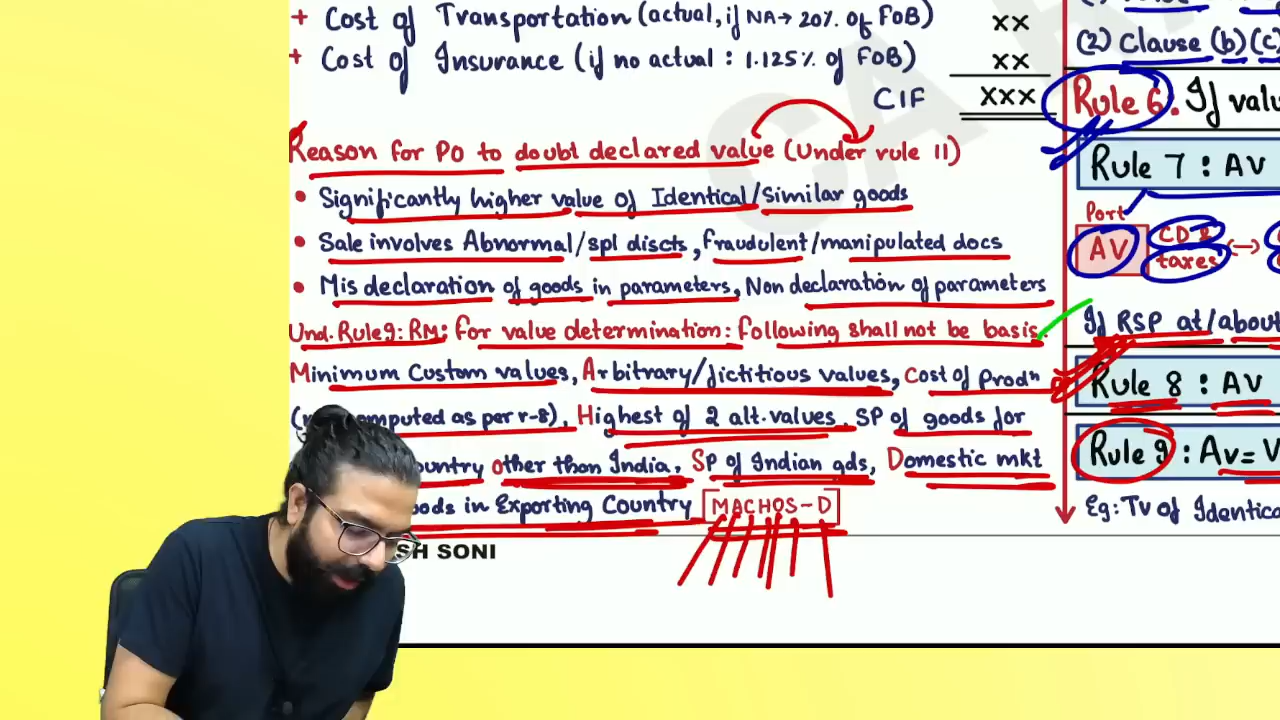 + Cost of Transportation (actual, if NA→ 20% of FOB) XX
+ Cost of Insurance (if no actual : 1.125% of FOB) XX
CIF XXX
Reason for PO to doubt declared value (Under rule 11)
• Significantly higher value of Identical/Similar goods
• Sale involves Abnormal/spl discts, Fraudulent/manipulated docs
• Mis declaration of goods in parameters, Non declaration of parameters
Und. Rule9: RM: For value determination: Following shall not be basis
Minimum Custom values, Arbitrary/fictitious values, Cost of Prodn
computed as per r-8), Highest of 2 alt. values, SP of goods for
ountry other than India, SP of Indian gds, Domestic mkt
oods in Exporting Country MACHOS-D
SH SONI
(2) Clause (b)(c)
Rule 6. If valu
Rule 7 : AV
Port
AV CD & taxes ↔
If RSP at/about
Rule 8 : AV
Rule 9 : AV= V
Eg: TV of Identica